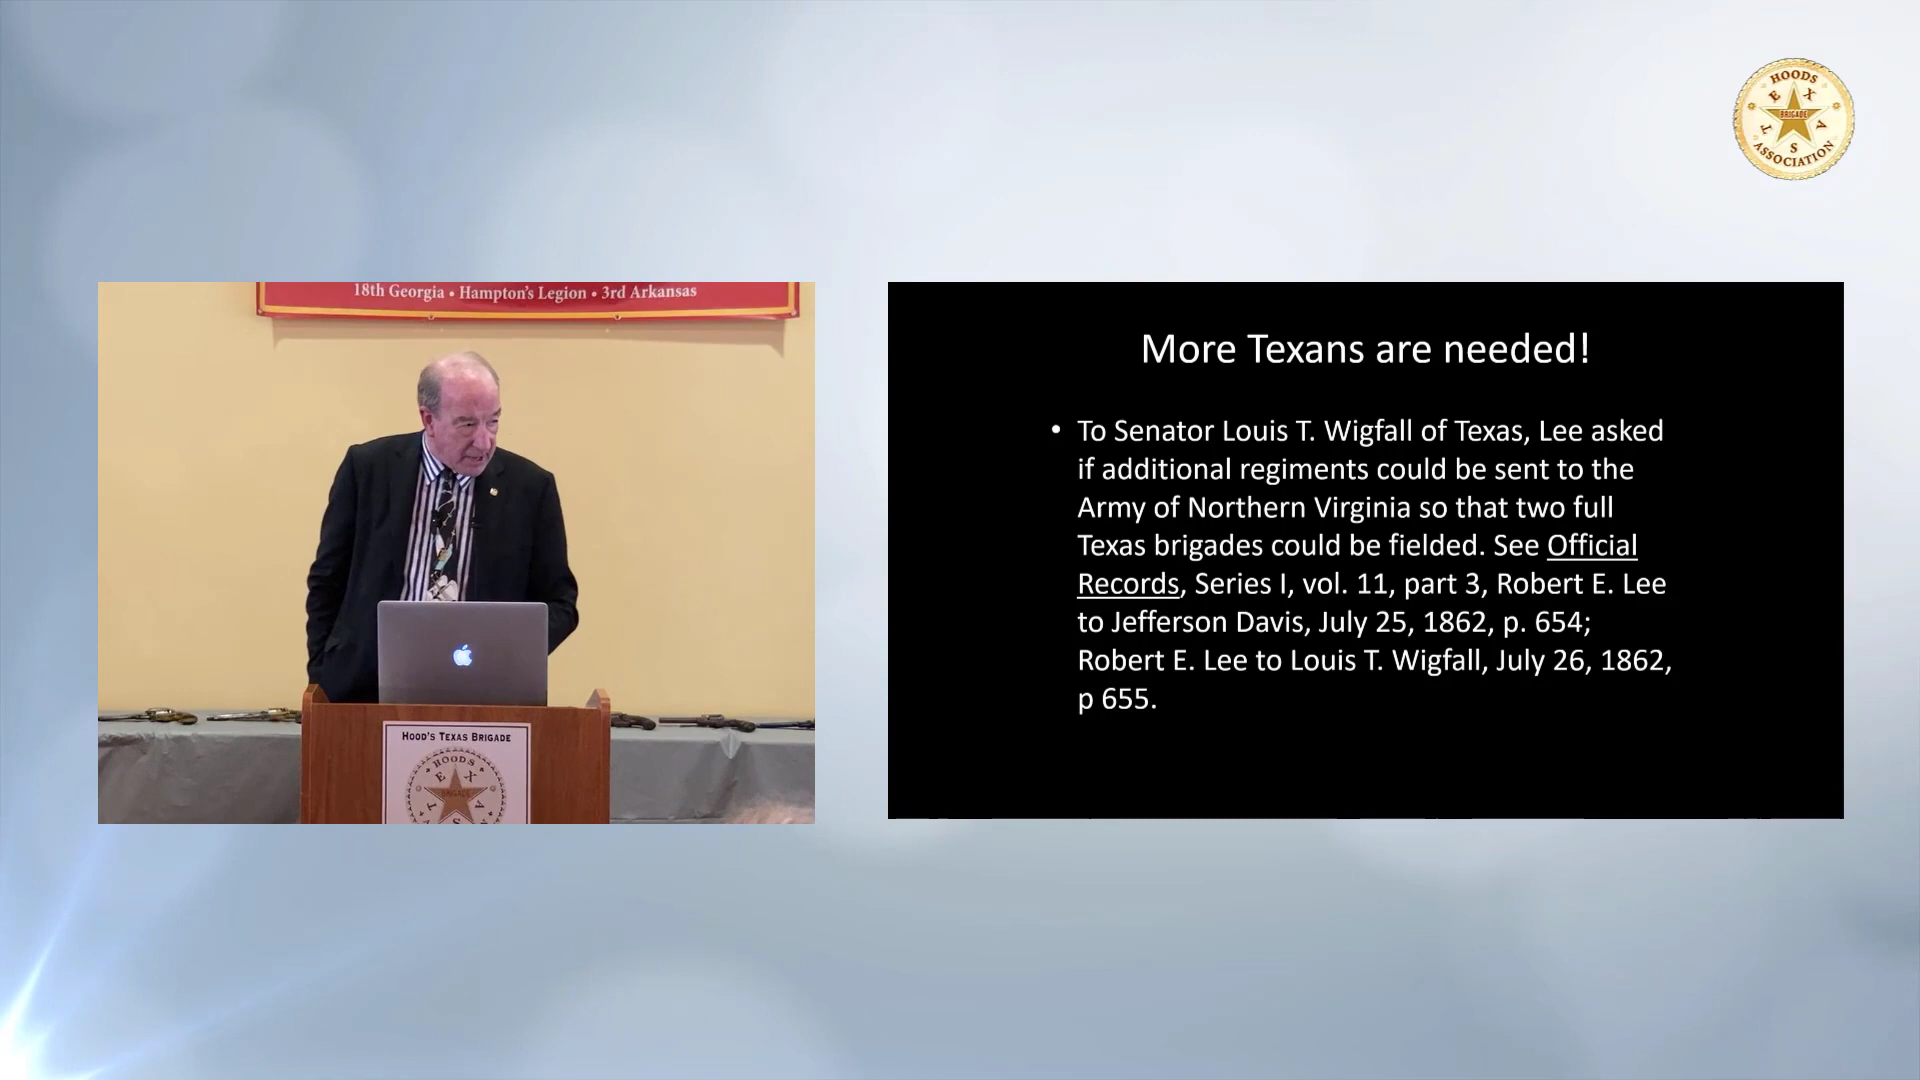 HOODS
TEXAS
BRIGADE
ASSOCIATION
18th Georgia • Hampton's Legion • 3rd Arkansas
More Texans are needed!
• To Senator Louis T. Wigfall of Texas, Lee asked
if additional regiments could be sent to the
Army of Northern Virginia so that two full
Texas brigades could be fielded. See Official
Records, Series I, vol. 11, part 3, Robert E. Lee
to Jefferson Davis, July 25, 1862, p. 654;
Robert E. Lee to Louis T. Wigfall, July 26, 1862,
p 655.
HOOD'S TEXAS BRIGADE
HOODS
TEXAS
BRIGADE